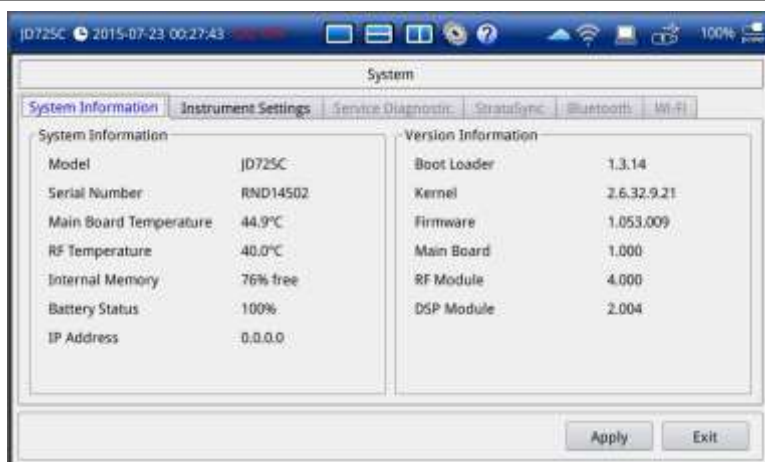 JD725C 2015-07-23 00:27:43
100%
System
System Information Instrument Settings Service Diagnostic StrataSync Bluetooth Wi-Fi
System Information
Model JD725C
Serial Number RND14502
Main Board Temperature 44.9°C
RF Temperature 40.0°C
Internal Memory 76% free
Battery Status 100%
IP Address 0.0.0.0
Version Information
Boot Loader 1.3.14
Kernel 2.6.32.9.21
Firmware 1.053.009
Main Board 1.000
RF Module 4.000
DSP Module 2.004
Apply Exit